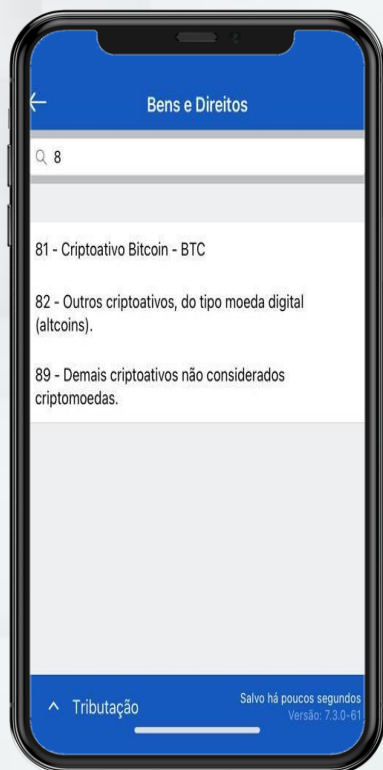 Bens e Direitos
8
81 - Criptoativo Bitcoin - BTC
82 - Outros criptoativos, do tipo moeda digital
(altcoins).
89 - Demais criptoativos não considerados
criptomoedas.
Tributação
Salvo há poucos segundos
Versão: 7.3.0-61